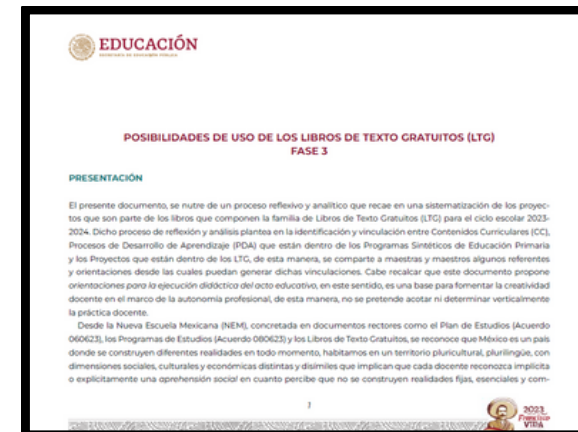 EDUCACIÓN
SECRETARÍA DE EDUCACIÓN PÚBLICA
POSIBILIDADES DE USO DE LOS LIBROS DE TEXTO GRATUITOS (LTG)
FASE 3
PRESENTACIÓN
El presente documento, se nutre de un proceso reflexivo y analítico que recae en una sistematización de los proyec-
tos que son parte de los libros que componen la familia de Libros de Texto Gratuitos (LTG) para el ciclo escolar 2023-
2024. Dicho proceso de reflexión y análisis plantea en la identificación y vinculación entre Contenidos Curriculares (CC),
Procesos de Desarrollo de Aprendizaje (PDA) que están dentro de los Programas Sintéticos de Educación Primaria
y los Proyectos que están dentro de los LTG, de esta manera, se comparte a maestras y maestros algunos referentes
y orientaciones desde las cuales puedan generar dichas vinculaciones. Cabe recalcar que este documento propone
orientaciones para la ejecución didáctica del acto educativo, en este sentido, es una base para fomentar la creatividad
docente en el marco de la autonomía profesional, de esta manera, no se pretende acotar ni determinar verticalmente
la práctica docente.
Desde la Nueva Escuela Mexicana (NEM), concretada en documentos rectores como el Plan de Estudios (Acuerdo
060623), los Programas de Estudios (Acuerdo 080623) y los Libros de Texto Gratuitos, se reconoce que México es un país
donde se construyen diferentes realidades en todo momento, habitamos en un territorio pluricultural, plurilingüe, con
dimensiones sociales, culturales y económicas distintas y disímiles que implican que cada docente reconozca implícita
o explícitamente una aprehensión social en cuanto percibe que no se construyen realidades fijas, esenciales y com-
1
2023
Francisco
VILLA